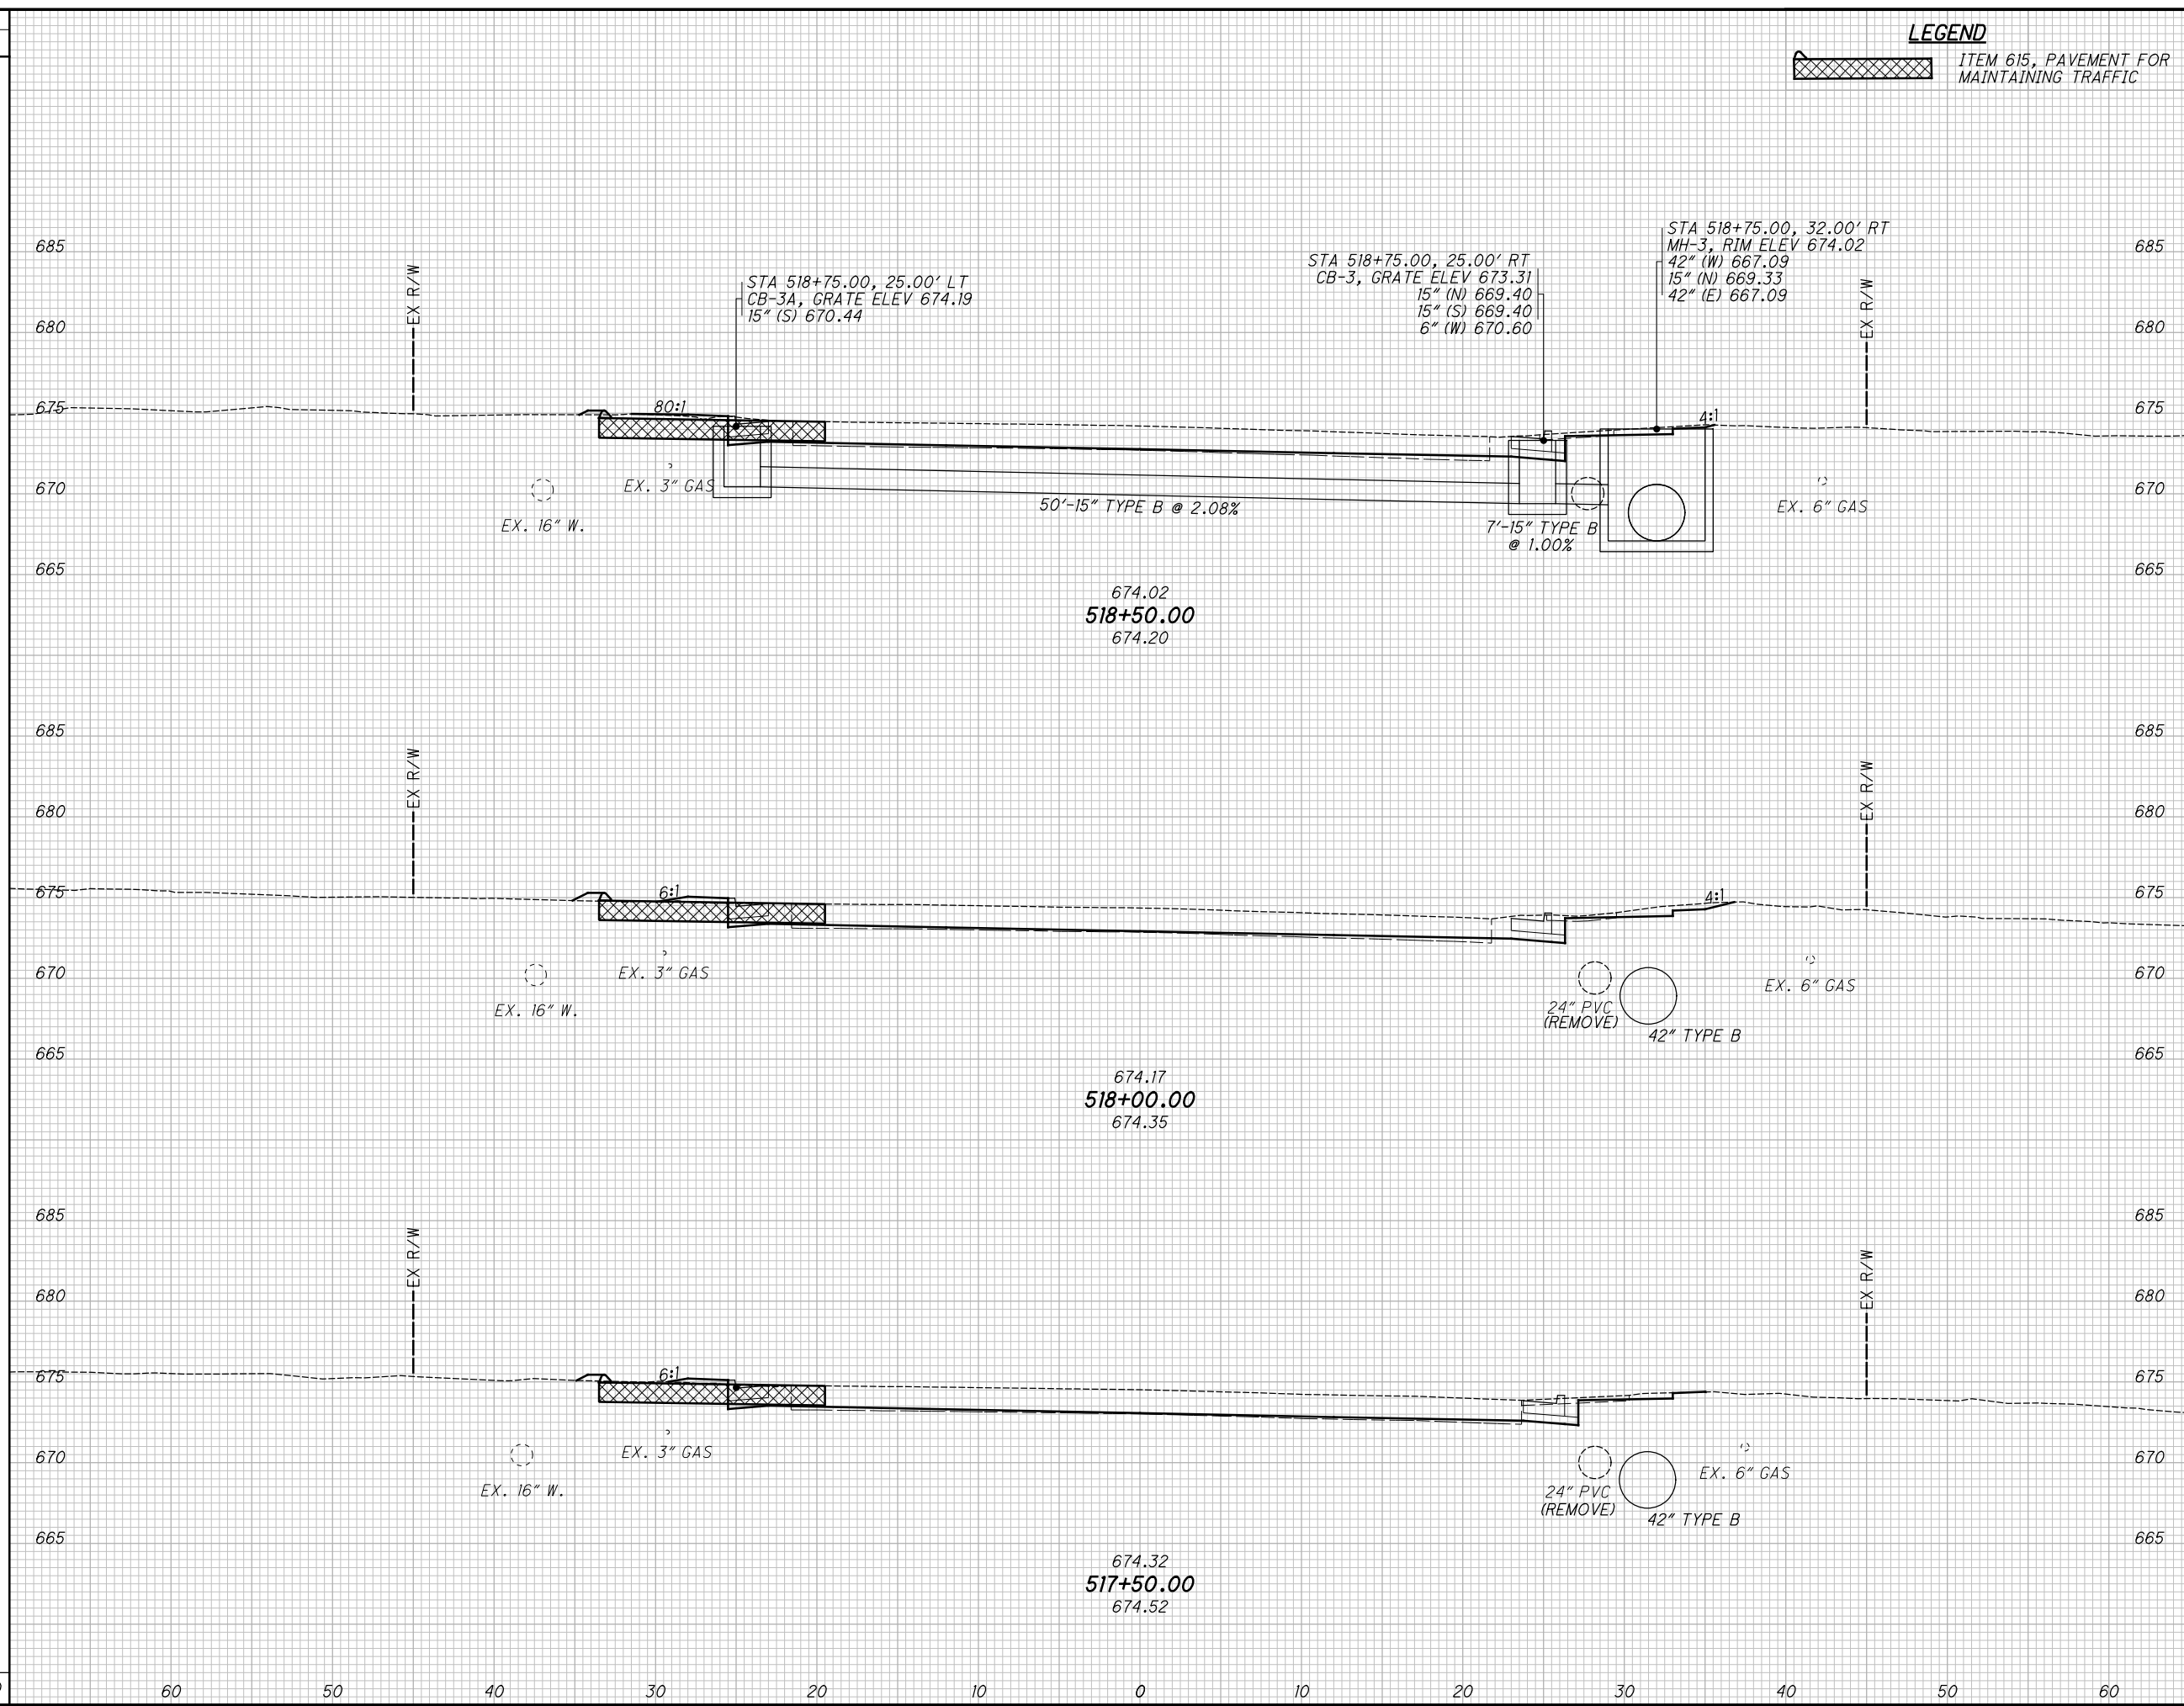 LEGEND
ITEM 615, PAVEMENT FOR
MAINTAINING TRAFFIC
685
685
680
680
675
675
670
670
665
665
EX R/W
EX R/W
STA 518+75.00, 25.00' LT
CB-3A, GRATE ELEV 674.19
15" (S) 670.44
STA 518+75.00, 25.00' RT
CB-3, GRATE ELEV 673.31
15" (N) 669.40
15" (S) 669.40
6" (W) 670.60
STA 518+75.00, 32.00' RT
MH-3, RIM ELEV 674.02
42" (W) 667.09
15" (N) 669.33
42" (E) 667.09
80:1
4:1
EX. 3" GAS
EX. 16" W.
50'-15" TYPE B @ 2.08%
7'-15" TYPE B
@ 1.00%
EX. 6" GAS
674.02
518+50.00
674.20
685
685
680
680
675
675
670
670
665
665
EX R/W
EX R/W
6:1
4:1
EX. 3" GAS
EX. 16" W.
24" PVC
(REMOVE)
42" TYPE B
EX. 6" GAS
674.17
518+00.00
674.35
685
685
680
680
675
675
670
670
665
665
EX R/W
EX R/W
6:1
EX. 3" GAS
EX. 16" W.
24" PVC
(REMOVE)
42" TYPE B
EX. 6" GAS
674.32
517+50.00
674.52
60 50 40 30 20 10 0 10 20 30 40 50 60